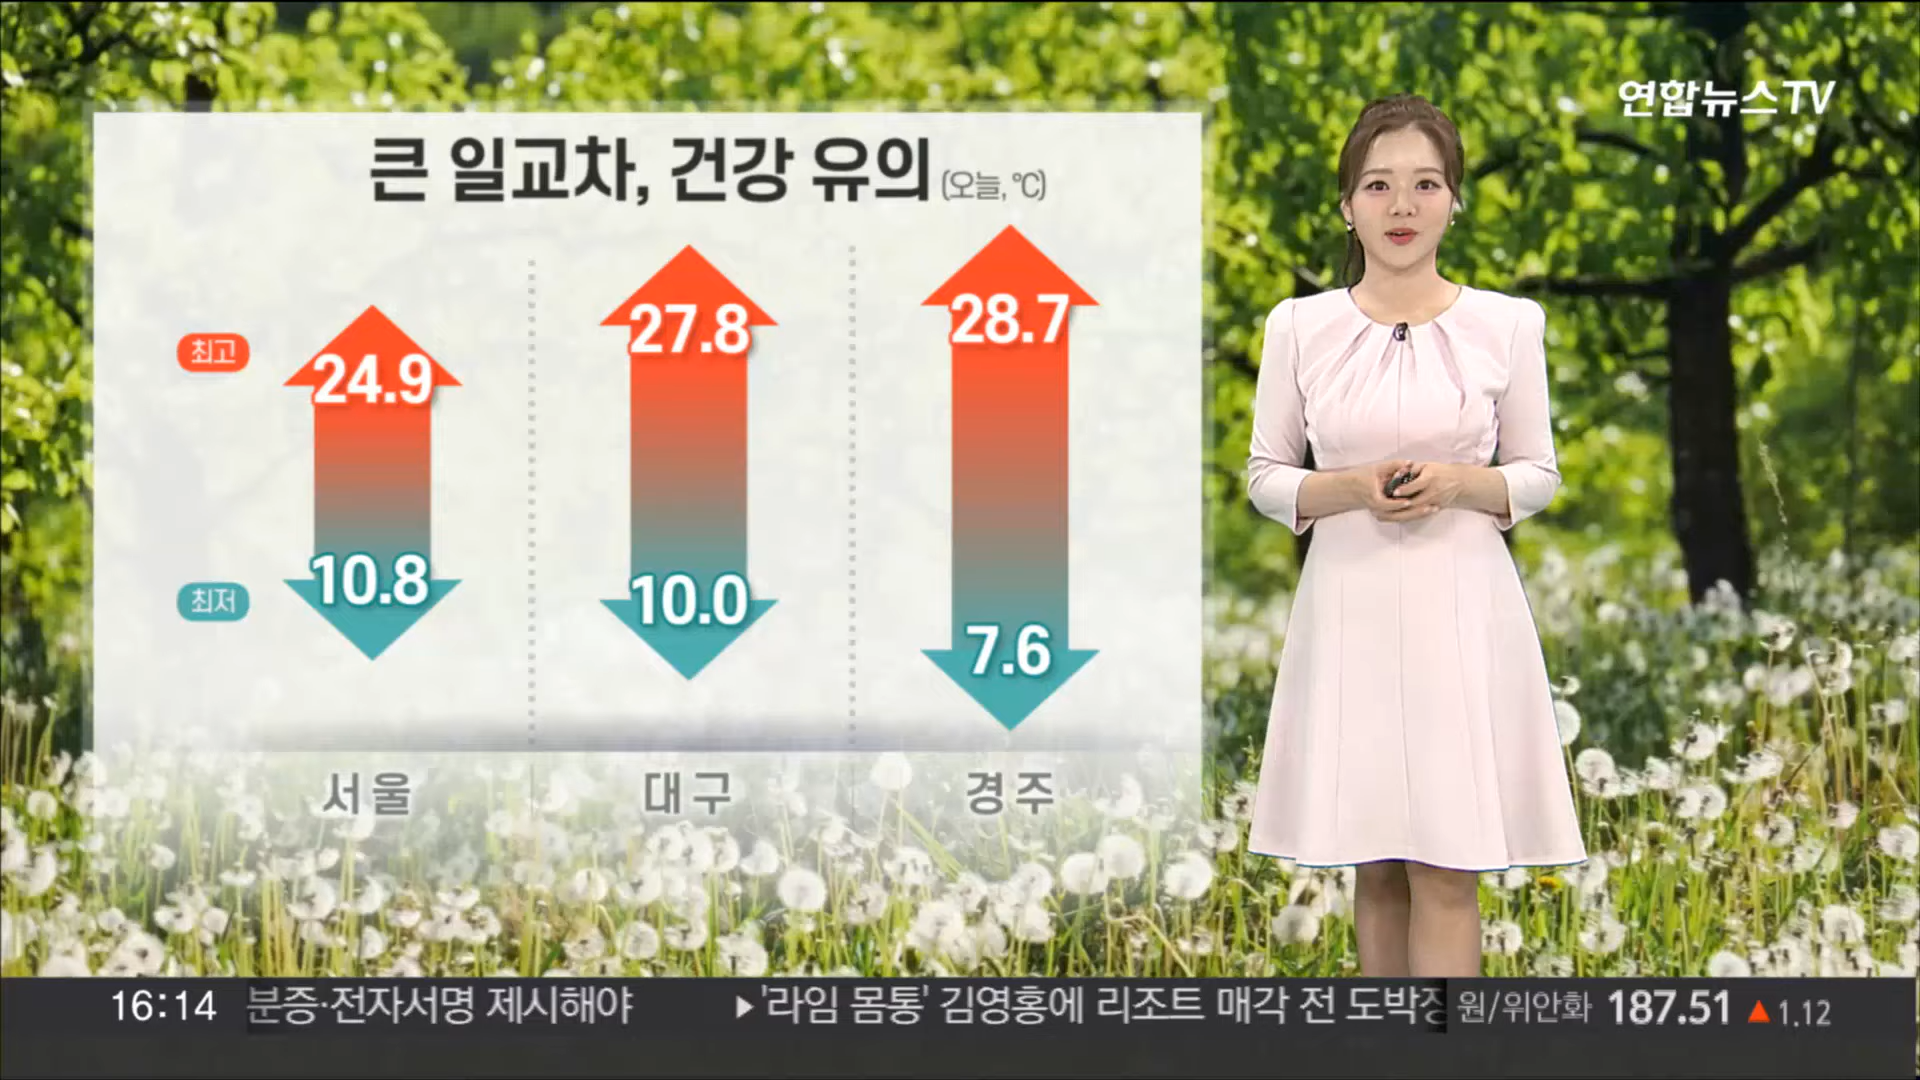 연합뉴스TV
큰 일교차, 건강 유의 (오늘, ℃)
최고
24.9
27.8
28.7
최저
10.8
10.0
7.6
서울
대구
경주
16:14 분증·전자서명 제시해야 ▶'라임 몸통' 김영홍에 리조트 매각 전 도박장 원/위안화 187.51 ▲1.12